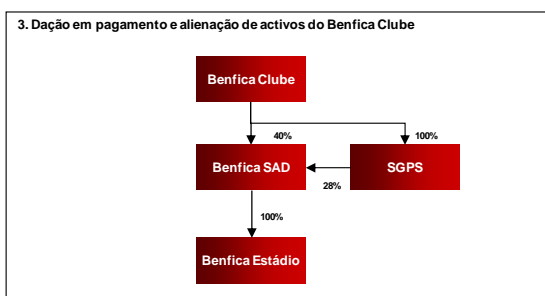 3. Dação em pagamento e alienação de activos do Benfica Clube
Benfica Clube
40%
100%
Benfica SAD
SGPS
28%
100%
Benfica Estádio